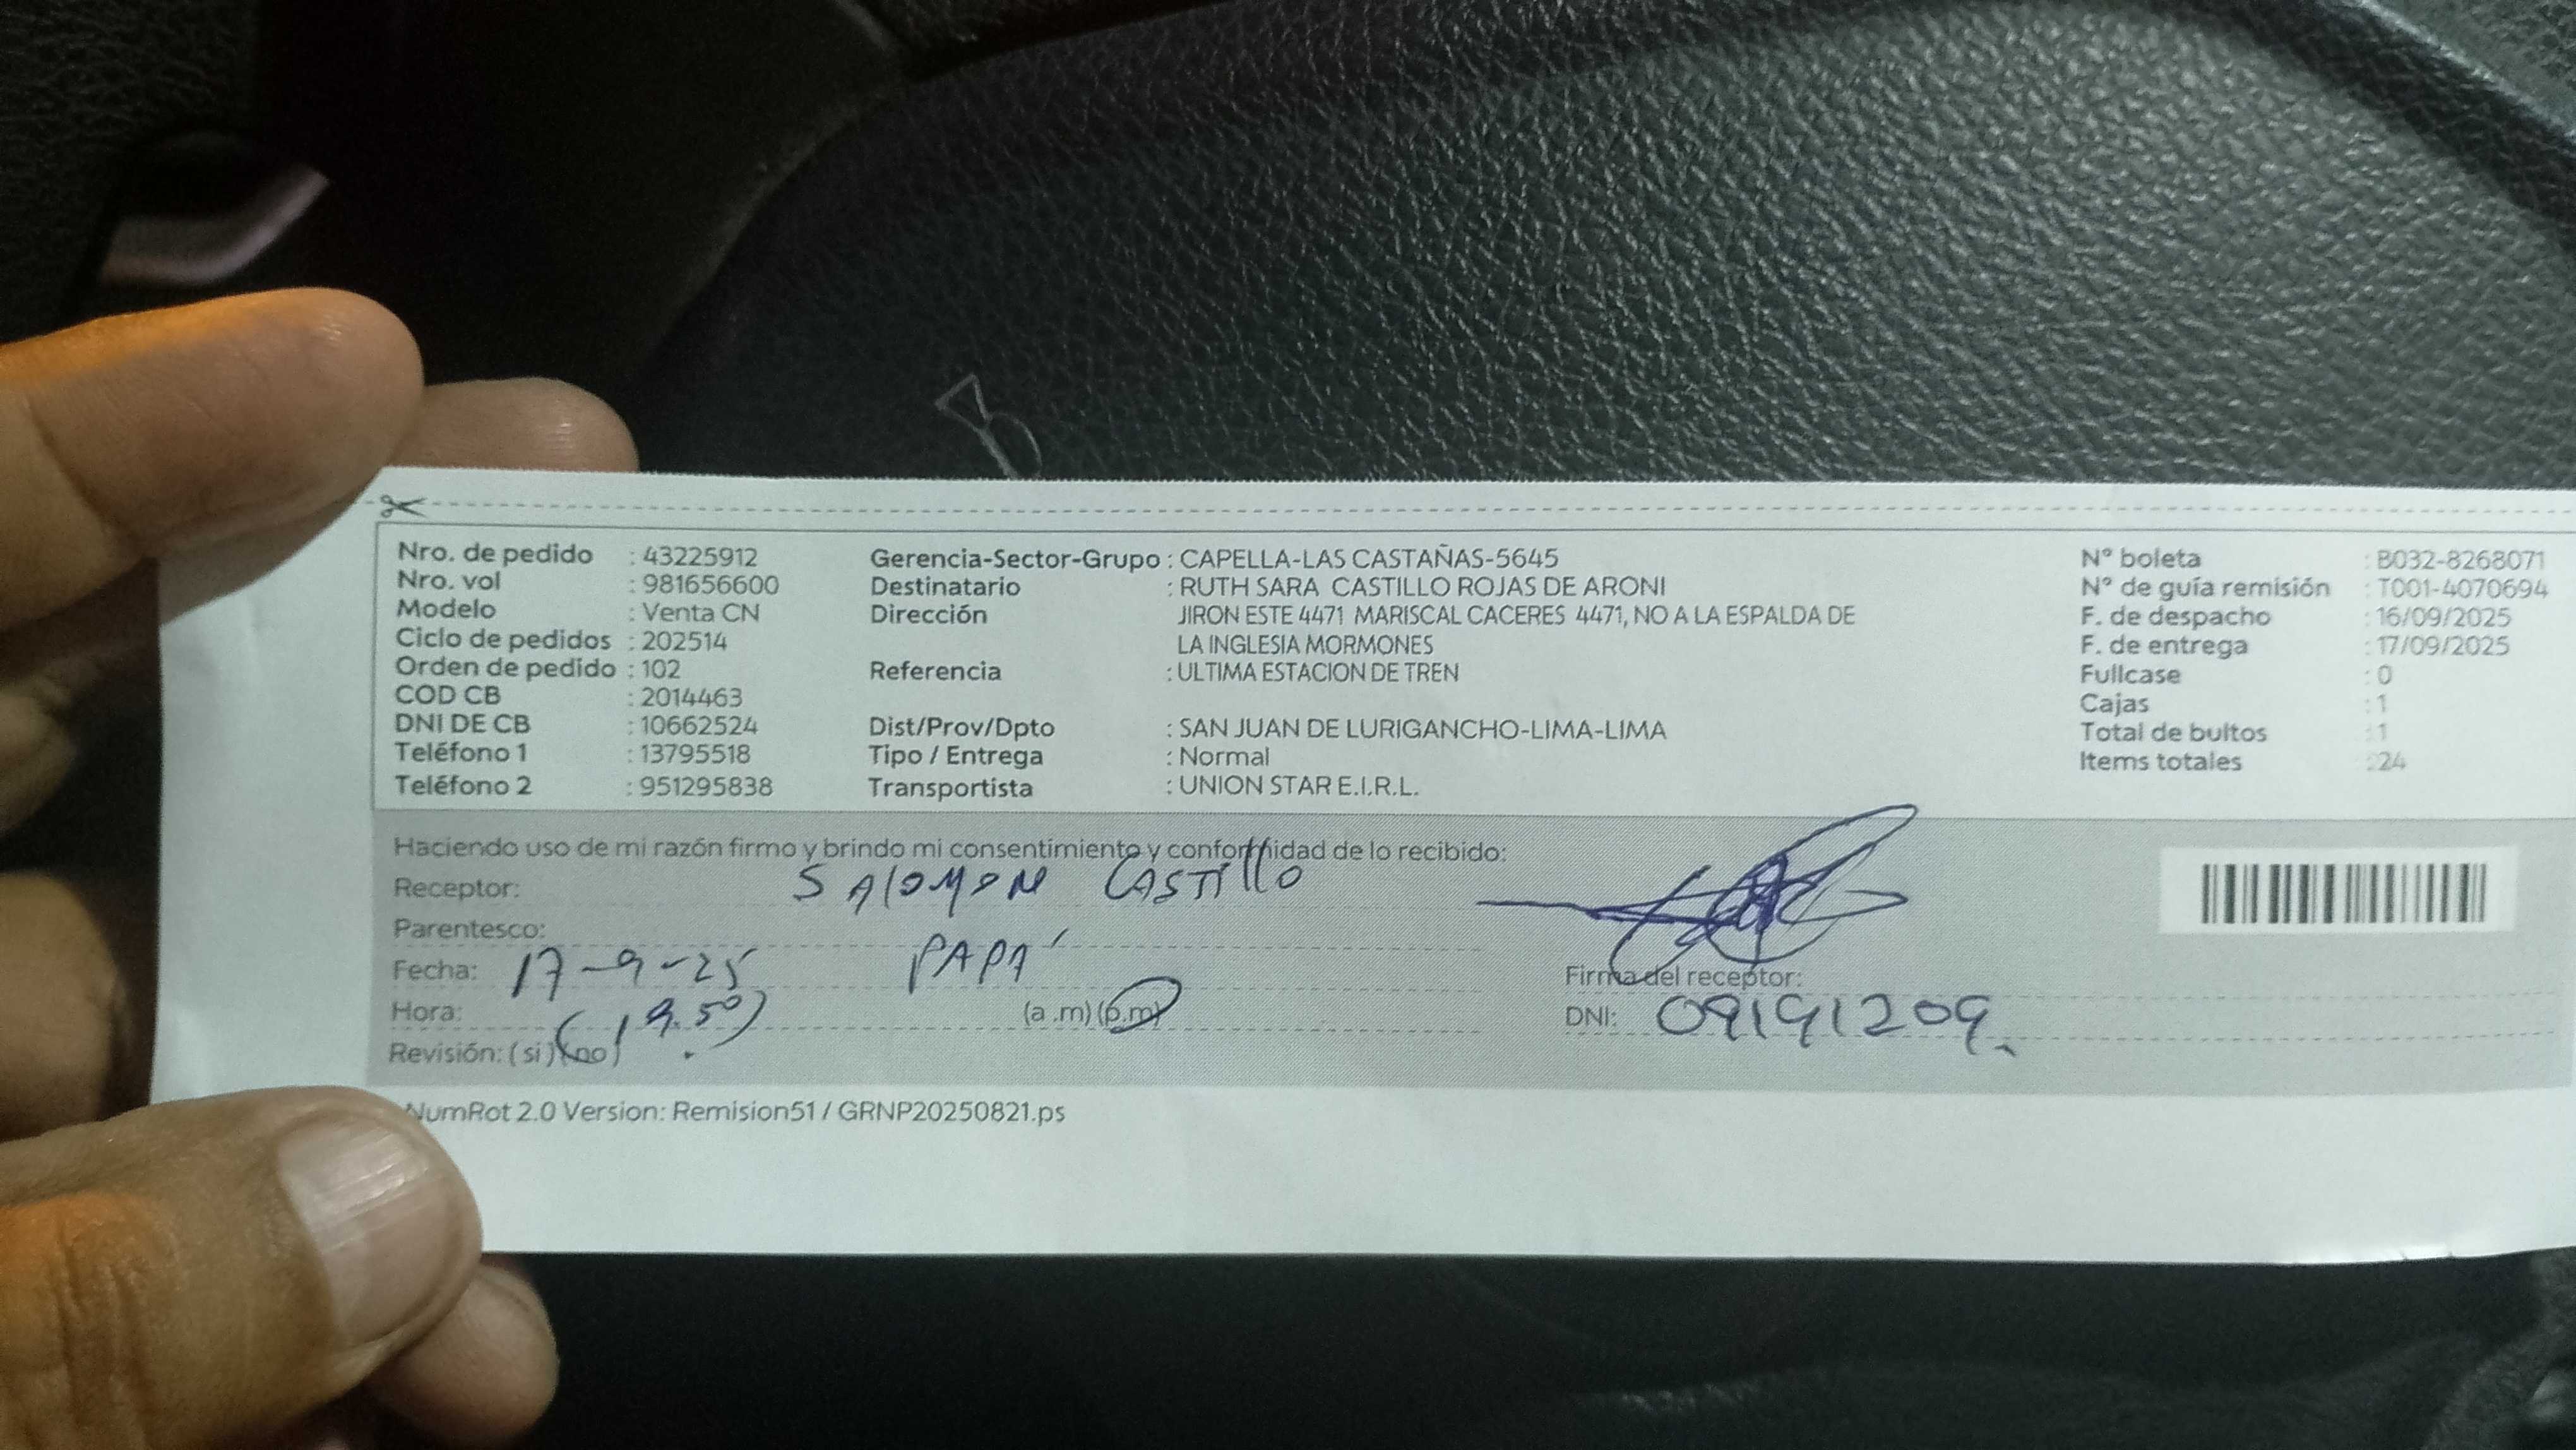 Nro. de pedido : 43225912 Gerencia-Sector-Grupo : CAPELLA-LAS CASTAÑAS-5645 N° boleta : B032-8268071
Nro. vol : 981656600 Destinatario : RUTH SARA CASTILLO ROJAS DE ARONI N° de guía remisión : T001-4070694
Modelo : Venta CN Dirección JIRON ESTE 4471 MARISCAL CACERES 4471, NO A LA ESPALDA DE F. de despacho : 16/09/2025
Ciclo de pedidos : 202514 LA INGLESIA MORMONES F. de entrega : 17/09/2025
Orden de pedido : 102 Referencia : ULTIMA ESTACION DE TREN Fullcase : 0
COD CB : 2014463 Cajas : 1
DNI DE CB : 10662524 Dist/Prov/Dpto : SAN JUAN DE LURIGANCHO-LIMA-LIMA Total de bultos : 1
Teléfono 1 : 13795518 Tipo / Entrega : Normal Items totales : 24
Teléfono 2 : 951295838 Transportista : UNION STAR E.I.R.L.
Haciendo uso de mi razón firmo y brindo mi consentimiento y conformidad de lo recibido:
Receptor: SALOMON CASTILLO
Parentesco: PAPÁ
Fecha: 17-9-25 Firma del receptor:
Hora: (19.50) (a .m) (p.m) DNI: 09191209
Revisión: (si) (no)
NumRot 2.0 Version: Remision51 / GRNP20250821.ps